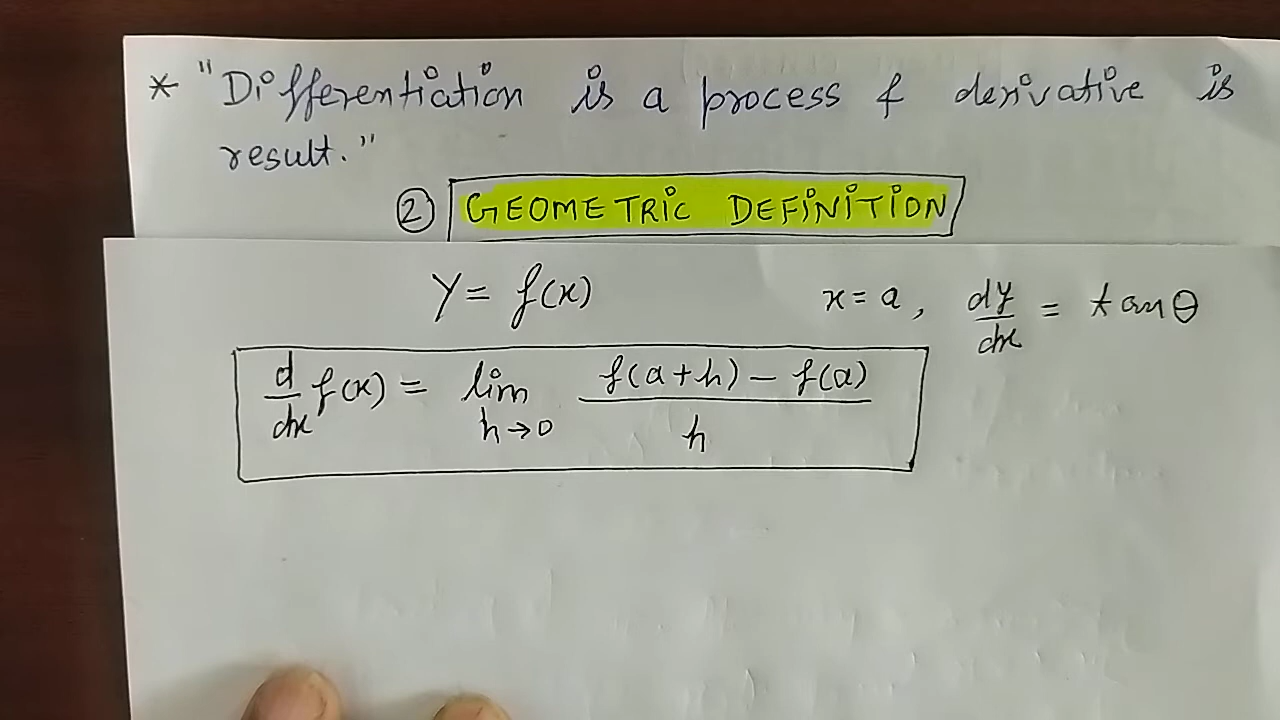 * "Differentiation is a process & derivative is
result."
② GEOMETRIC DEFINITION
Y = f(x) x = a, dy/dx = tanθ
d/dx f(x) = lim h→0 f(a+h) - f(a) / h